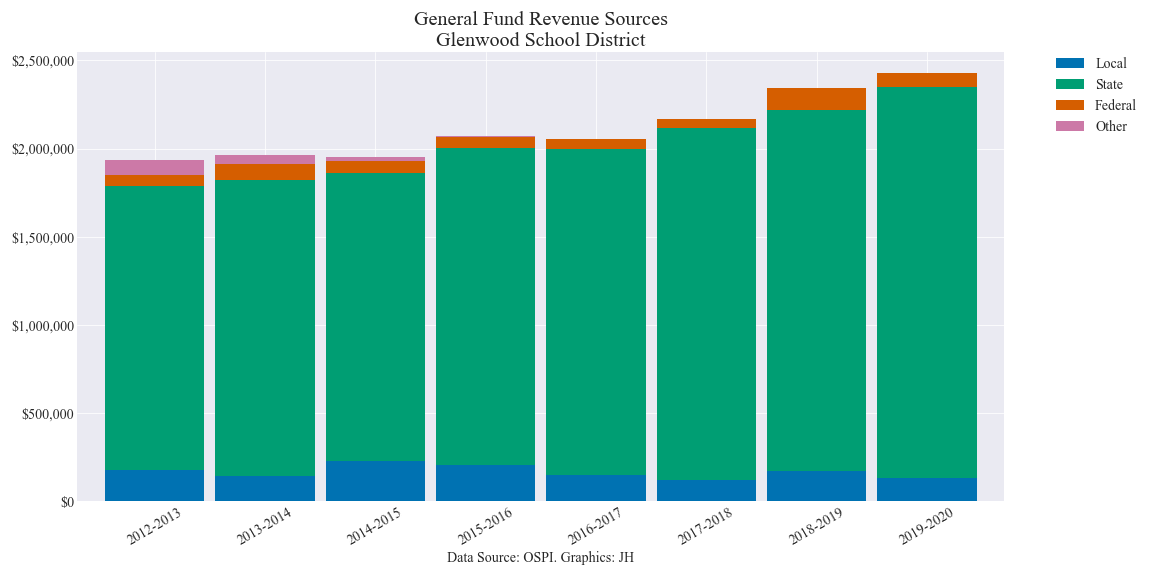 General Fund Revenue Sources
Glenwood School District
$2,500,000
$2,000,000
$1,500,000
$1,000,000
$500,000
$0
Local
State
Federal
Other
2012-2013
2013-2014
2014-2015
2015-2016
2016-2017
2017-2018
2018-2019
2019-2020
Data Source: OSPI. Graphics: JH